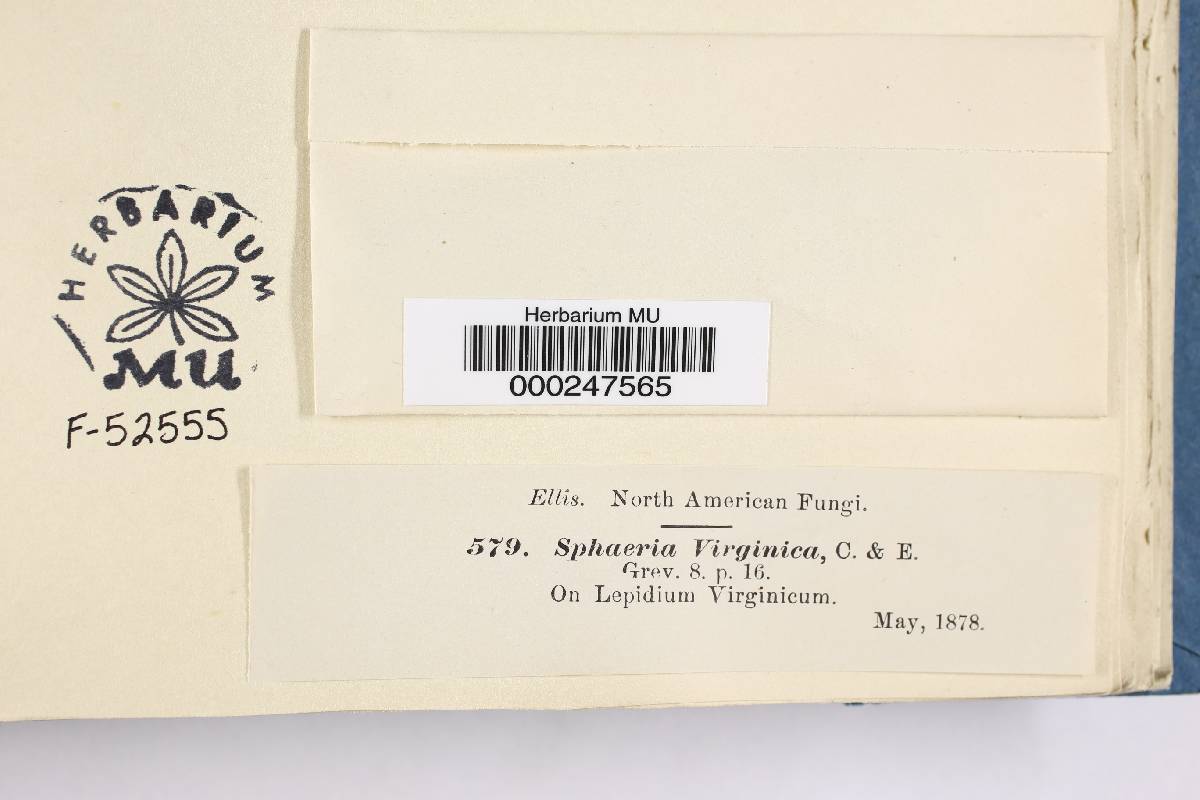 HERBARIUM
MU
F-52555
Herbarium MU
000247565
Ellis. North American Fungi.
579. Sphaeria Virginica, C. & E.
Grev. 8. p. 16.
On Lepidium Virginicum.
May, 1878.